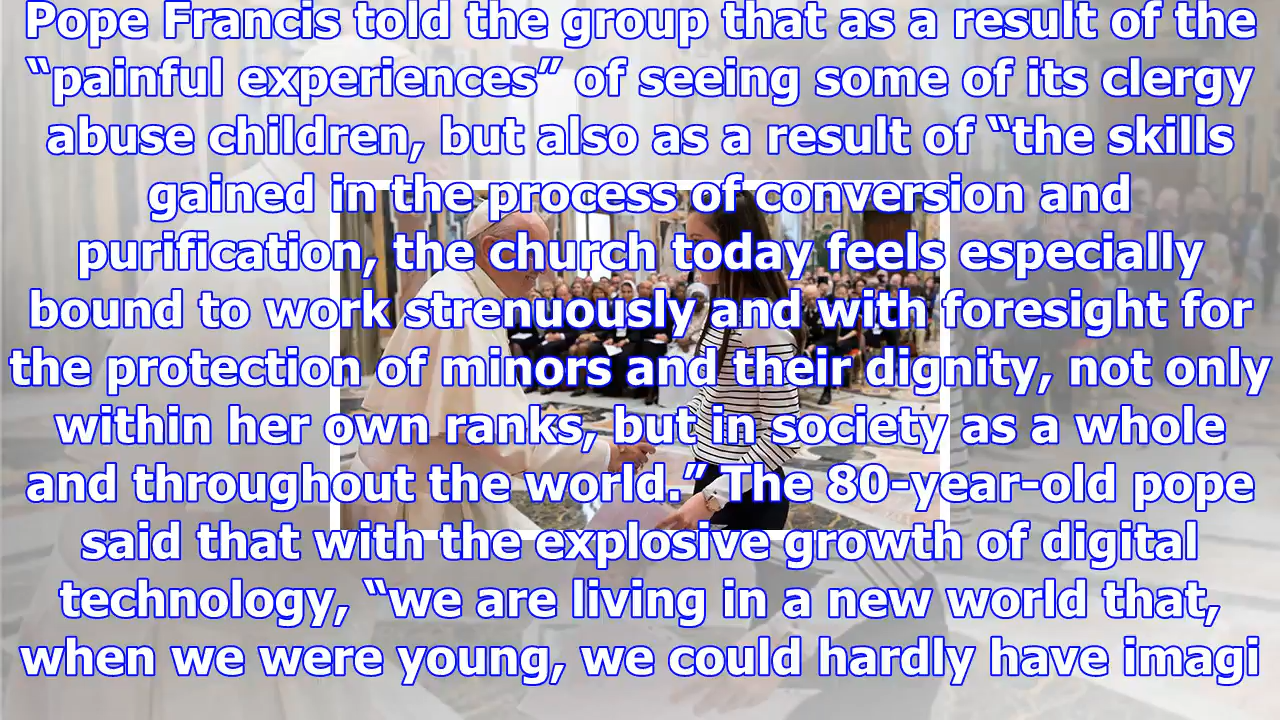 Pope Francis told the group that as a result of the
“painful experiences” of seeing some of its clergy
abuse children, but also as a result of “the skills
gained in the process of conversion and
purification, the church today feels especially
bound to work strenuously and with foresight for
the protection of minors and their dignity, not only
within her own ranks, but in society as a whole
and throughout the world.” The 80-year-old pope
said that with the explosive growth of digital
technology, “we are living in a new world that,
when we were young, we could hardly have imagi